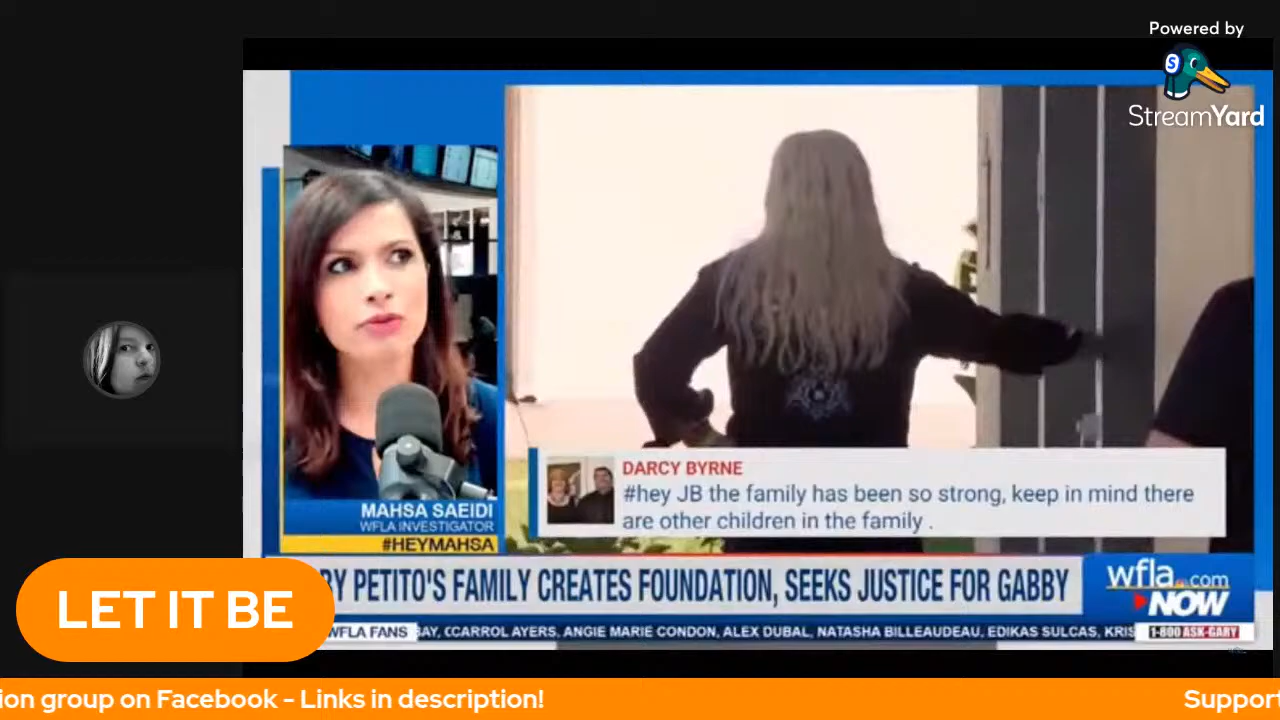 Powered by
StreamYard
DARCY BYRNE
#hey JB the family has been so strong, keep in mind there
are other children in the family .
MAHSA SAEIDI
WFLA INVESTIGATOR
#HEYMAHSA
BY PETITO'S FAMILY CREATES FOUNDATION, SEEKS JUSTICE FOR GABBY
wfla.com
NOW
LET IT BE
WFLA FANS
CARROL AYERS, ANGIE MARIE CONDON, ALEX DUBAL, NATASHA BILLEAUDEAU, EDIKAS SULCAS, KRIS
1-800 ASK-GARY
ion group on Facebook - Links in description!
Support